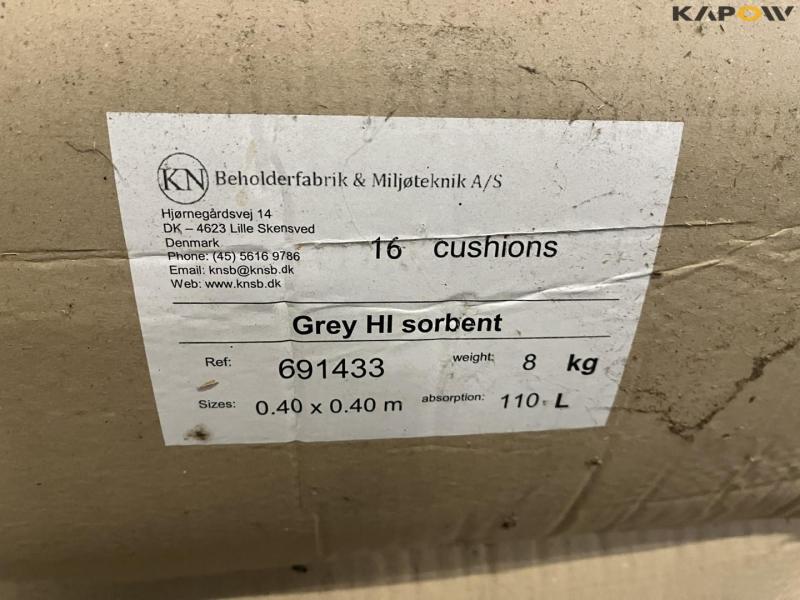 KAPOW
KN Beholderfabrik & Miljøteknik A/S
Hjørnegårdsvej 14
DK – 4623 Lille Skensved
Denmark
Phone: (45) 5616 9786
Email: knsb@knsb.dk
Web: www.knsb.dk
16 cushions
Grey HI sorbent
Ref: 691433 weight: 8 kg
Sizes: 0.40 x 0.40 m absorption: 110 L